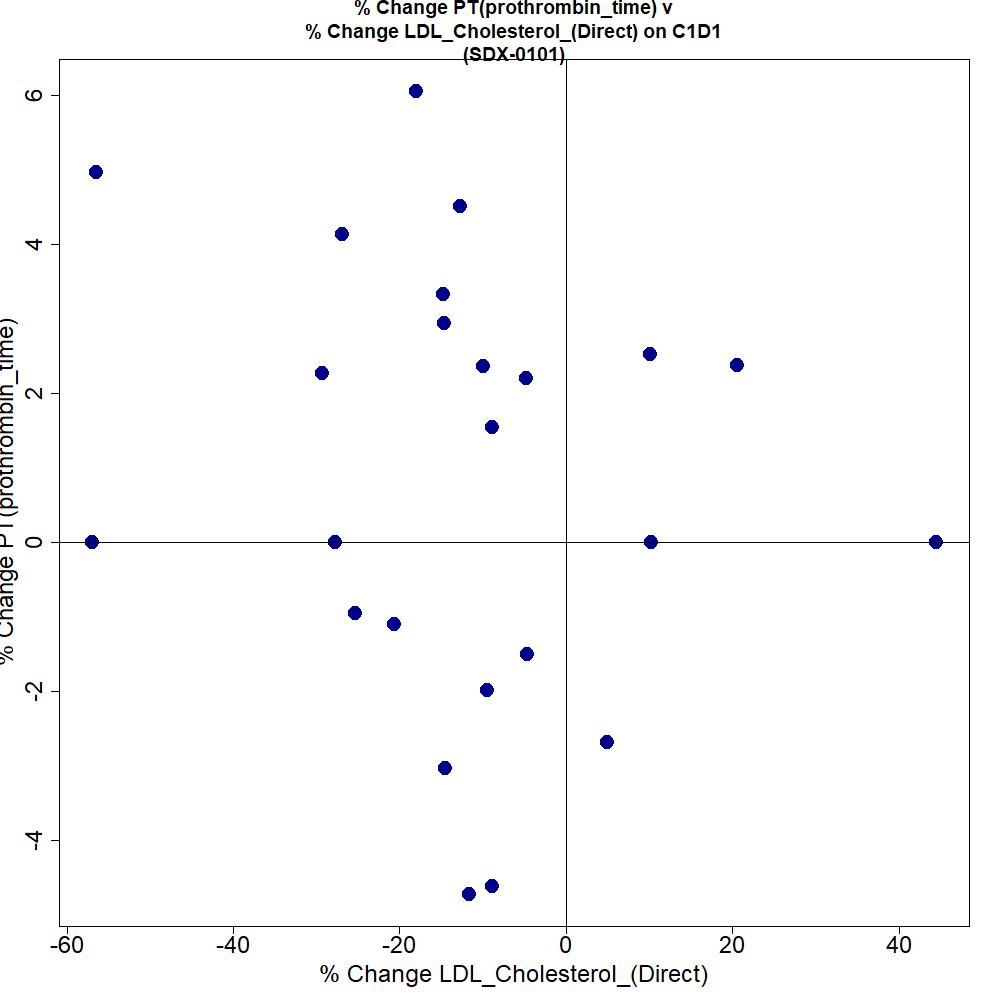 % Change PT(prothrombin_time) v
% Change LDL_Cholesterol_(Direct) on C1D1
(SDX-0101)
% Change PT(prothrombin_time)
6
4
2
0
-2
-4
-60 -40 -20 0 20 40
% Change LDL_Cholesterol_(Direct)